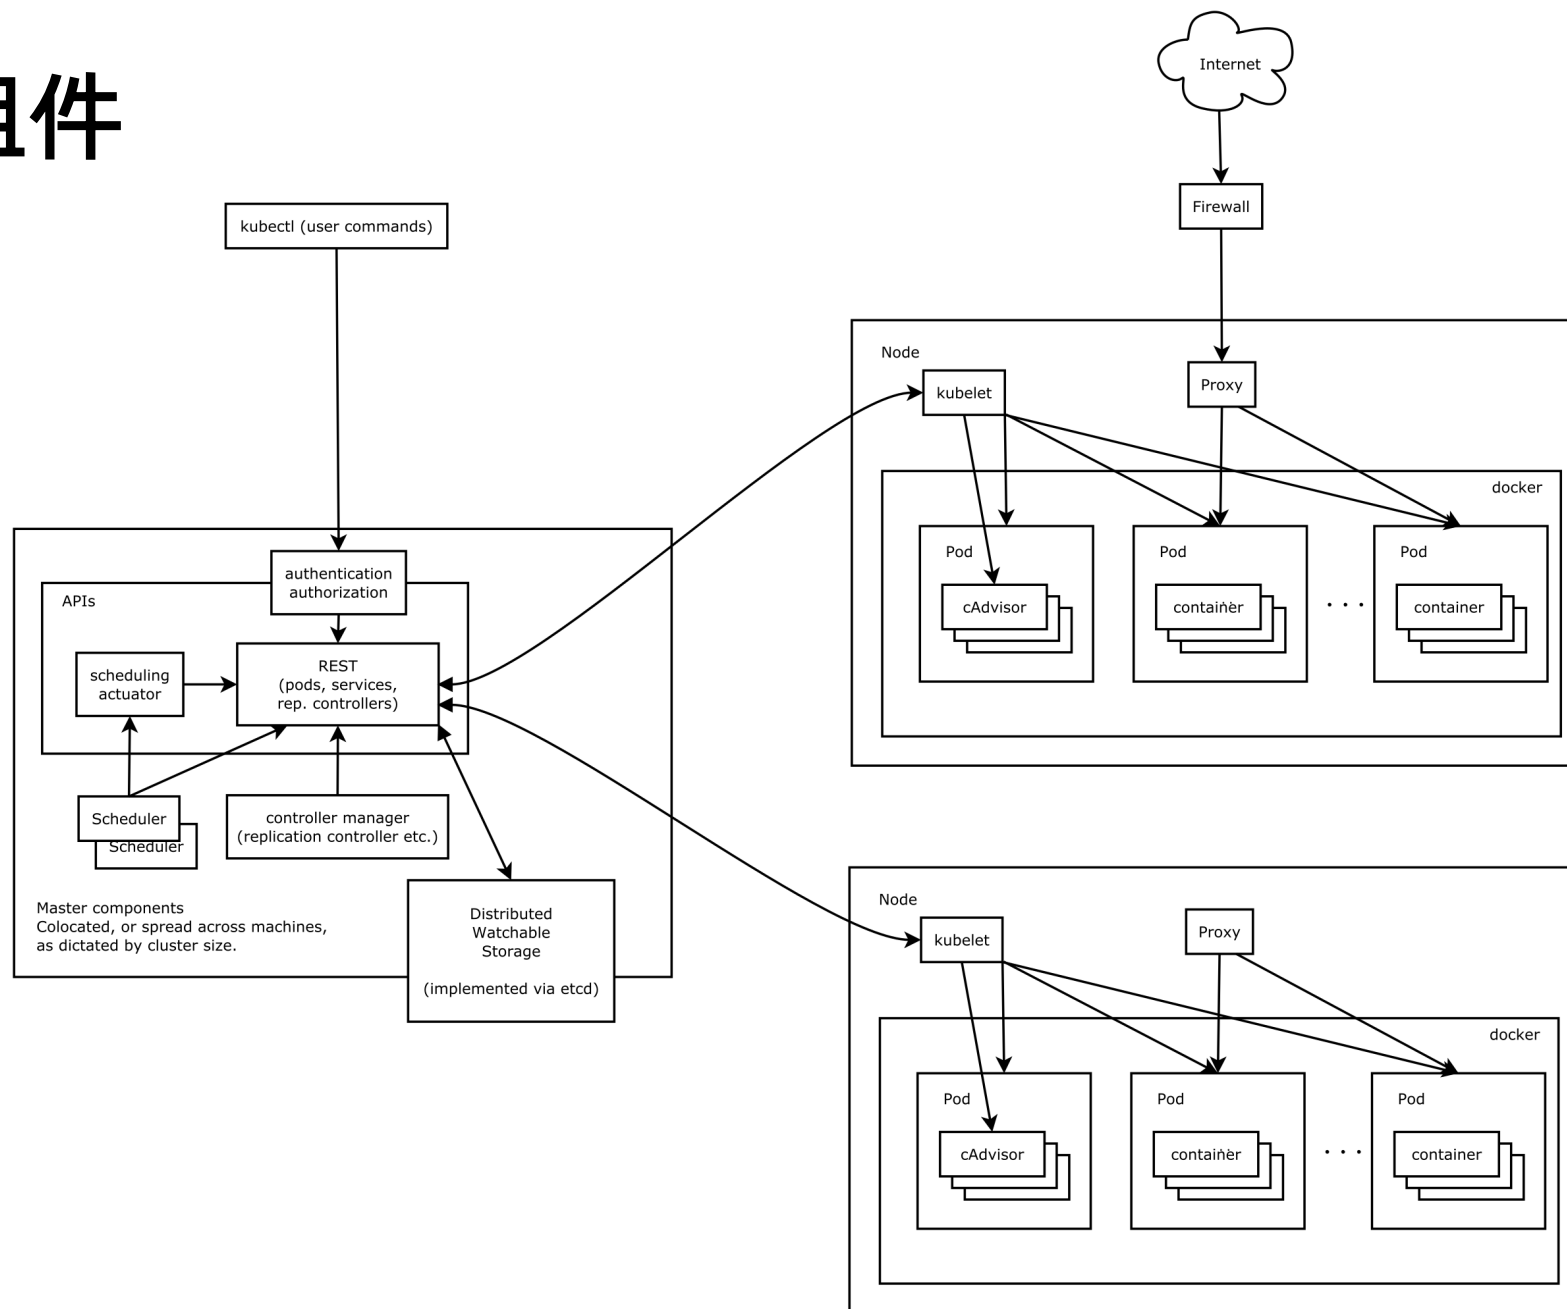 组件
Internet
Firewall
kubectl (user commands)
authentication
authorization
APIs
scheduling
actuator
REST
(pods, services,
rep. controllers)
Scheduler
Scheduler
controller manager
(replication controller etc.)
Distributed
Watchable
Storage
(implemented via etcd)
Master components
Colocated, or spread across machines,
as dictated by cluster size.
Node
kubelet
Proxy
docker
Pod
cAdvisor
Pod
container
. . .
Pod
container
Node
kubelet
Proxy
docker
Pod
cAdvisor
Pod
container
. . .
Pod
container